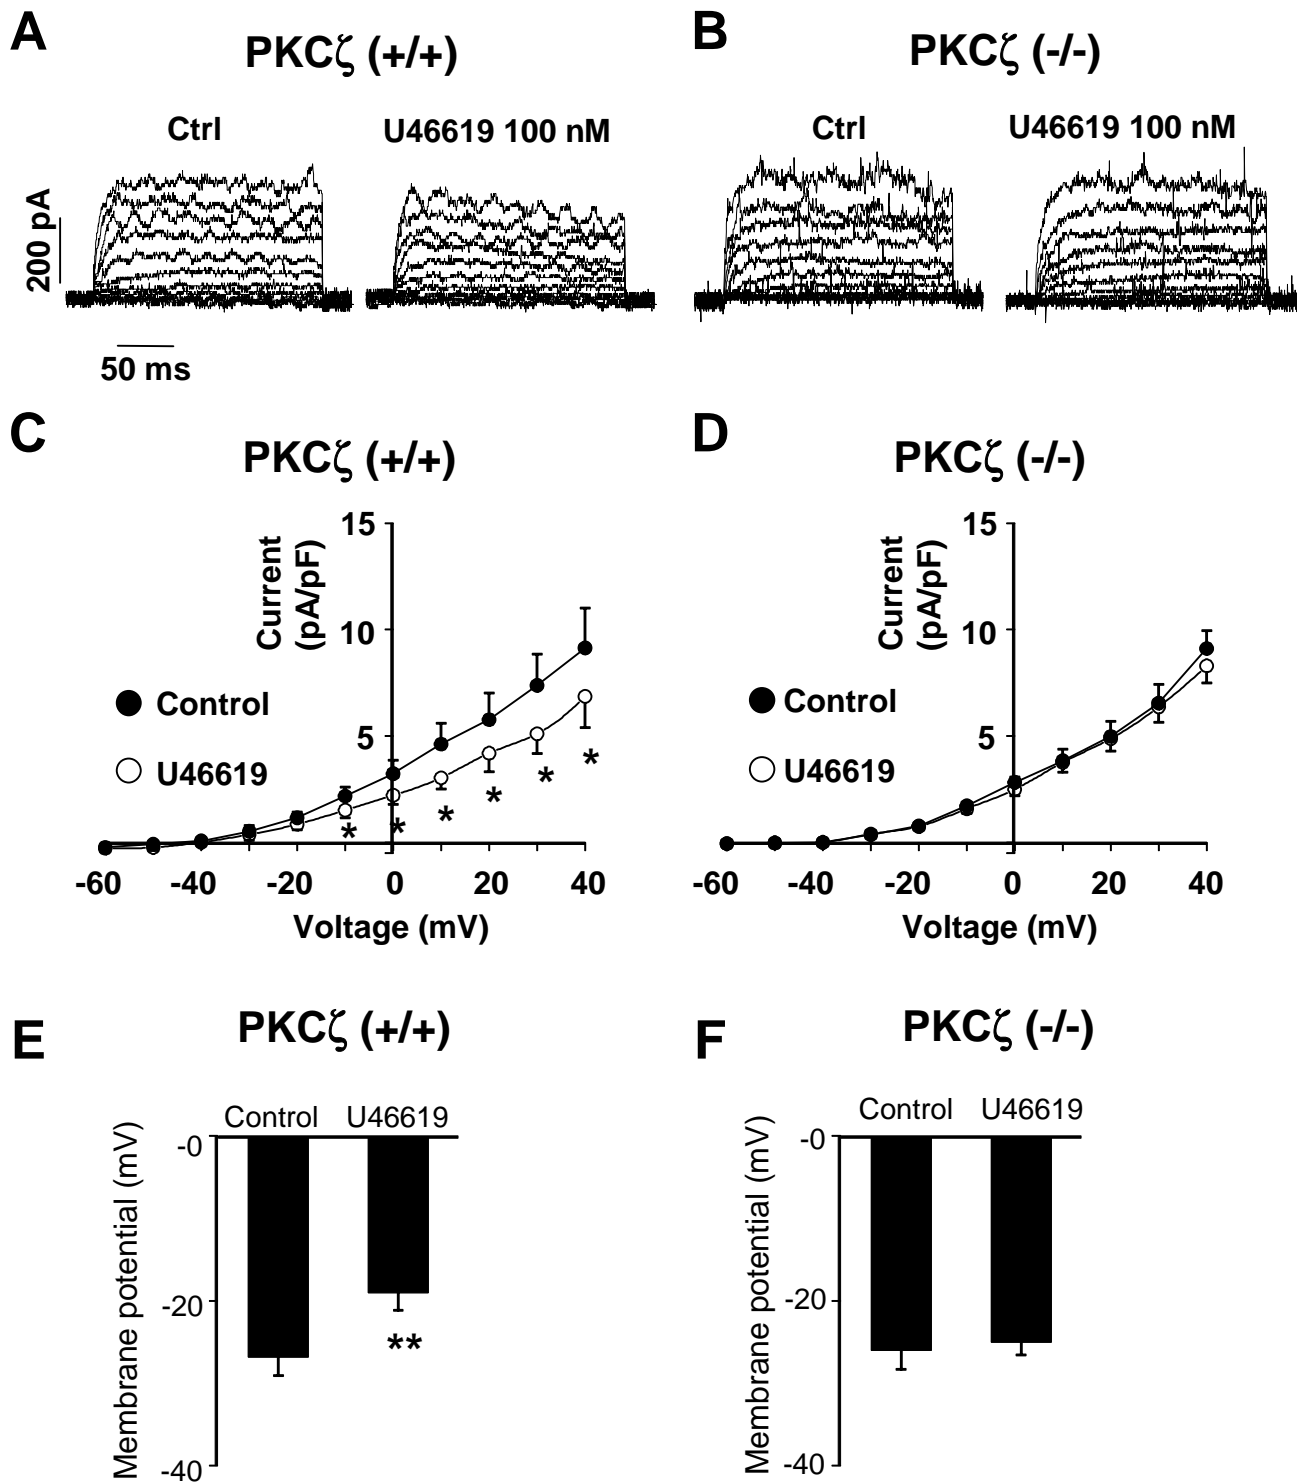 A
PKCζ (+/+)
Ctrl
U46619 100 nM
200 pA
50 ms
B
PKCζ (-/-)
Ctrl
U46619 100 nM
C
PKCζ (+/+)
Current
(pA/pF)
15
10
5
Control
U46619
*
*
*
*
*
*
-60
-40
-20
0
20
40
Voltage (mV)
D
PKCζ (-/-)
Current
(pA/pF)
15
10
5
Control
U46619
-60
-40
-20
0
20
40
Voltage (mV)
E
PKCζ (+/+)
Control
U46619
Membrane potential (mV)
-0
-20
-40
**
F
PKCζ (-/-)
Control
U46619
Membrane potential (mV)
-0
-20
-40